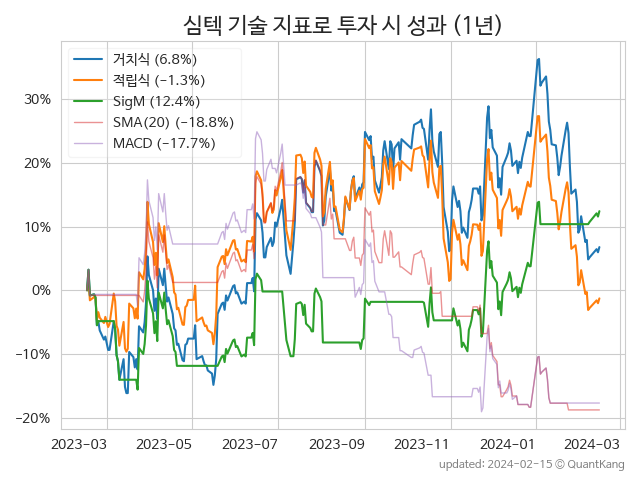 심텍 기술 지표로 투자 시 성과 (1년)
거치식 (6.8%)
적립식 (−1.3%)
SigM (12.4%)
SMA(20) (−18.8%)
MACD (−17.7%)
30%
20%
10%
0%
−10%
−20%
2023-03 2023-05 2023-07 2023-09 2023-11 2024-01 2024-03
updated: 2024-02-15 © QuantKang